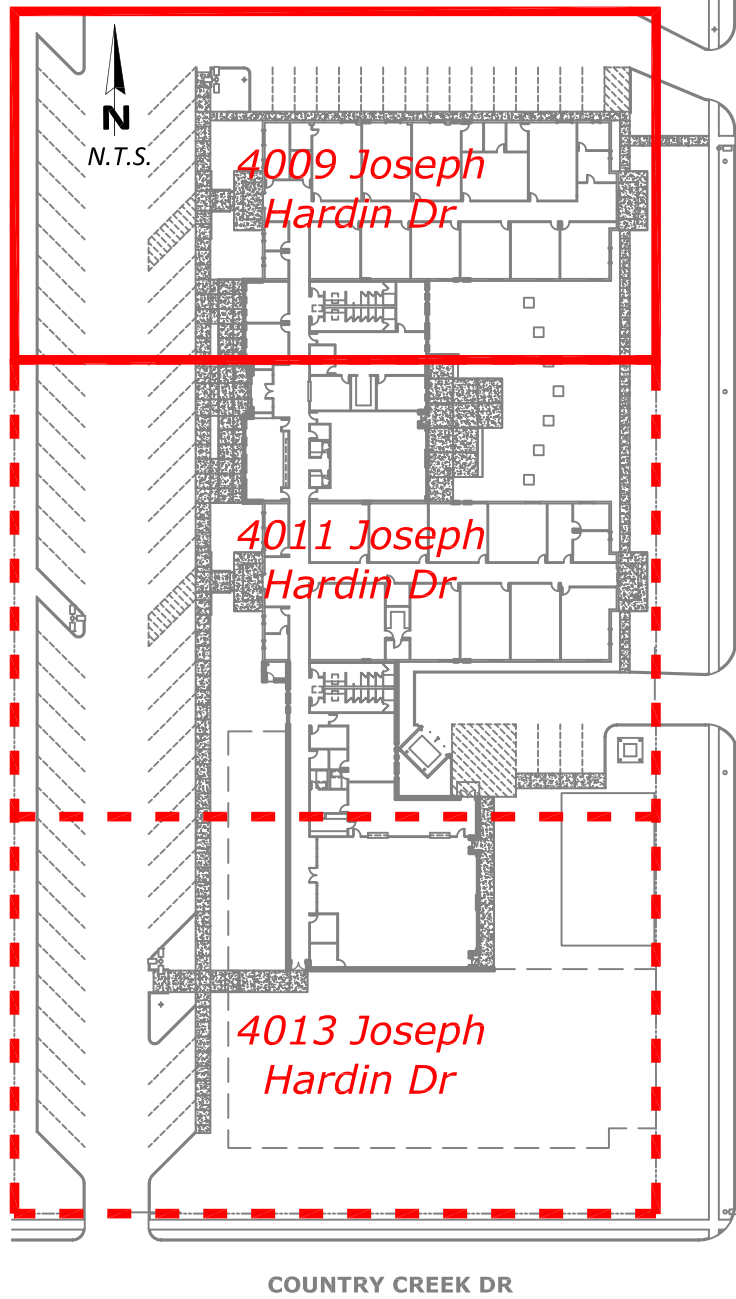 N
N.T.S.
4009 Joseph
Hardin Dr
4011 Joseph
Hardin Dr
4013 Joseph
Hardin Dr
COUNTRY CREEK DR